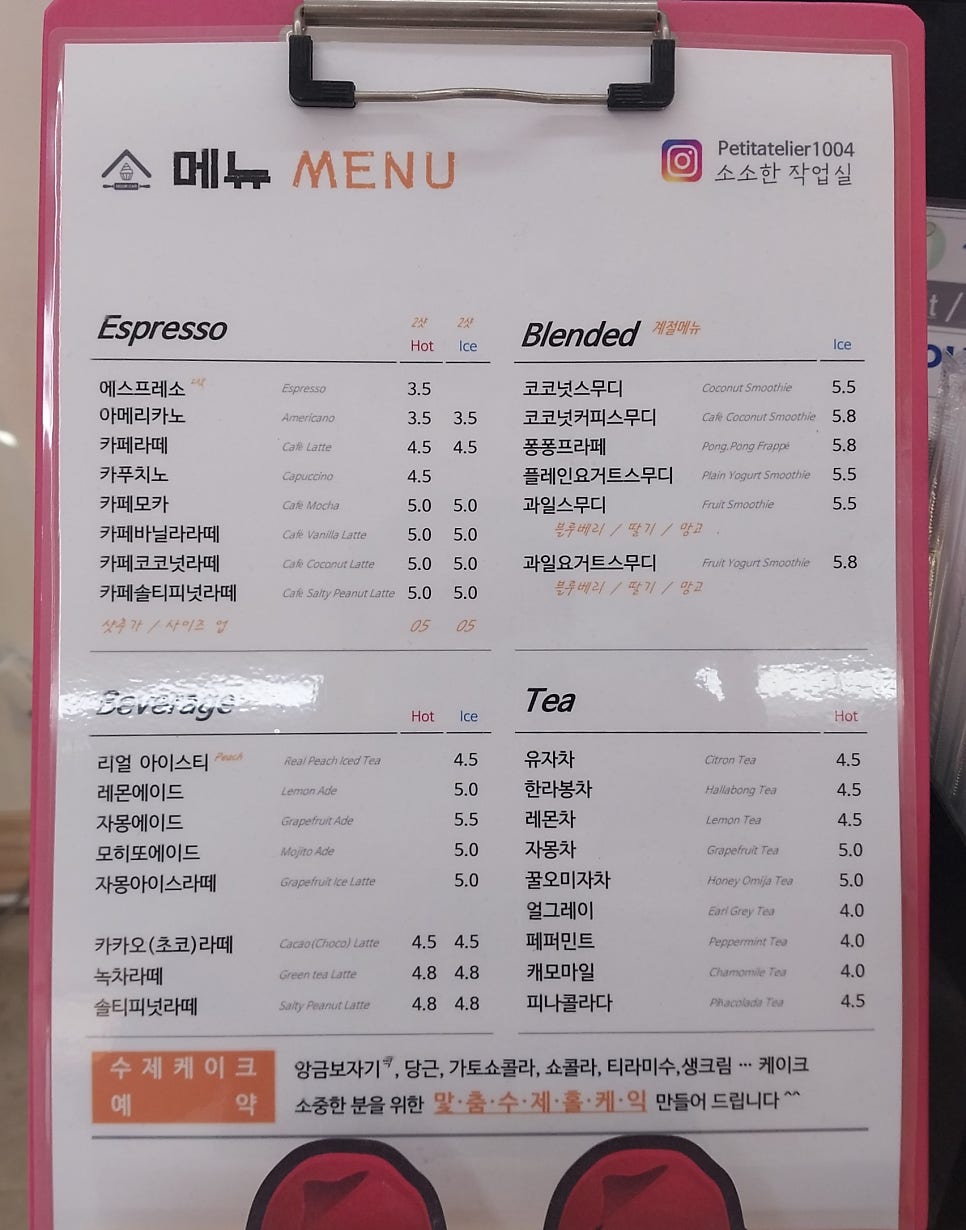 메뉴 MENU
Petitatelier1004
소소한 작업실
Espresso
2샷 2샷
Hot Ice
에스프레소 2샷 Espresso 3.5
아메리카노 Americano 3.5 3.5
카페라떼 Café Latte 4.5 4.5
카푸치노 Capuccino 4.5
카페모카 Café Mocha 5.0 5.0
카페바닐라라떼 Café Vanilla Latte 5.0 5.0
카페코코넛라떼 Café Coconut Latte 5.0 5.0
카페솔티피넛라떼 Café Salty Peanut Latte 5.0 5.0
샷추가 / 사이즈 업 05 05
Blended 계절메뉴
Ice
코코넛스무디 Coconut Smoothie 5.5
코코넛커피스무디 Café Coconut Smoothie 5.8
퐁퐁프라페 Pong.Pong Frappé 5.8
플레인요거트스무디 Plain Yogurt Smoothie 5.5
과일스무디 Fruit Smoothie 5.5
블루베리 / 딸기 / 망고
과일요거트스무디 Fruit Yogurt Smoothie 5.8
블루베리 / 딸기 / 망고
Beverage
Hot Ice
리얼 아이스티 Peach Real Peach Iced Tea 4.5
레몬에이드 Lemon Ade 5.0
자몽에이드 Grapefruit Ade 5.5
모히또에이드 Mojito Ade 5.0
자몽아이스라떼 Grapefruit Ice Latte 5.0
카카오(초코)라떼 Cacao(Choco) Latte 4.5 4.5
녹차라떼 Green tea Latte 4.8 4.8
솔티피넛라떼 Salty Peanut Latte 4.8 4.8
Tea
Hot
유자차 Citron Tea 4.5
한라봉차 Hallabong Tea 4.5
레몬차 Lemon Tea 4.5
자몽차 Grapefruit Tea 5.0
꿀오미자차 Honey Omija Tea 5.0
얼그레이 Earl Grey Tea 4.0
페퍼민트 Peppermint Tea 4.0
캐모마일 Chamomile Tea 4.0
피나콜라다 Pinacolada Tea 4.5
수제케이크
예약
앙금보자기, 당근, 가토쇼콜라, 쇼콜라, 티라미수,생크림 ··· 케이크
소중한 분을 위한 맞·춤·수·제·홀·케·익 만들어 드립니다 ^^